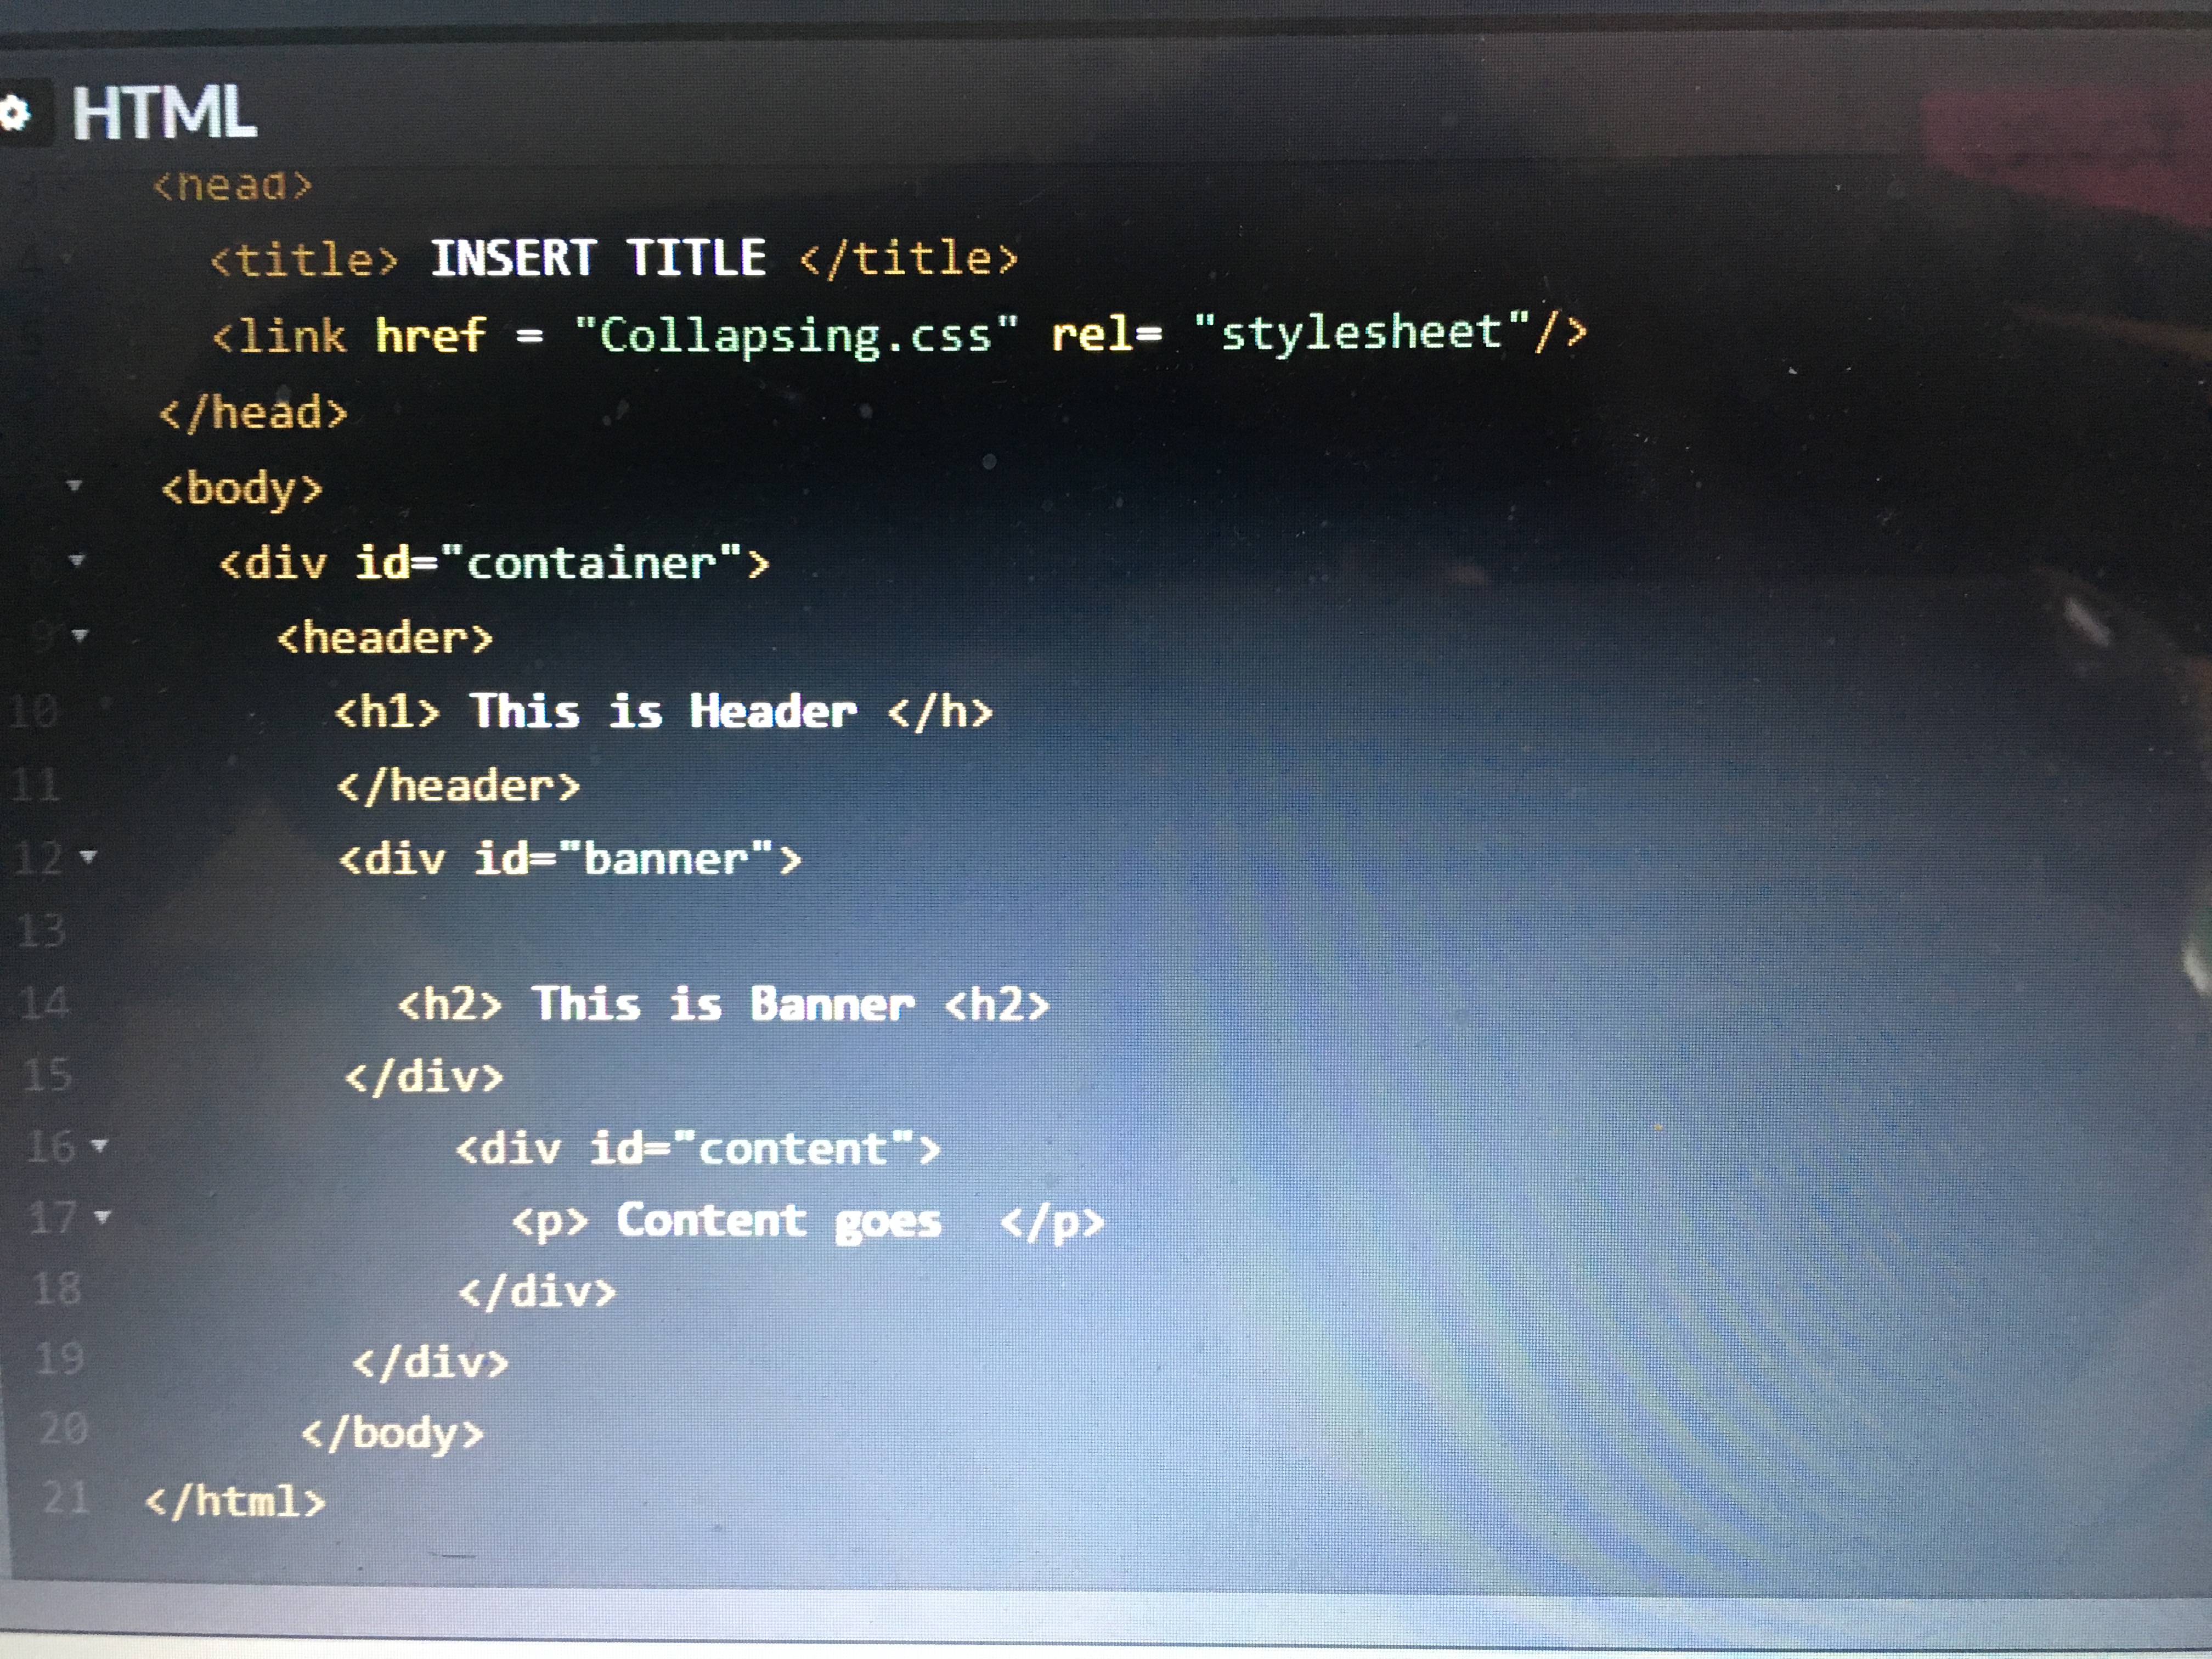 HTML
3 <head>
4 <title> INSERT TITLE </title>
5 <link href = "Collapsing.css" rel= "stylesheet"/>
</head>
<body>
8 <div id="container">
9 <header>
10 <h1> This is Header </h>
11 </header>
12 <div id="banner">
13
14 <h2> This is Banner <h2>
15 </div>
16 <div id="content">
17 <p> Content goes  </p>
18 </div>
19 </div>
20 </body>
21 </html>